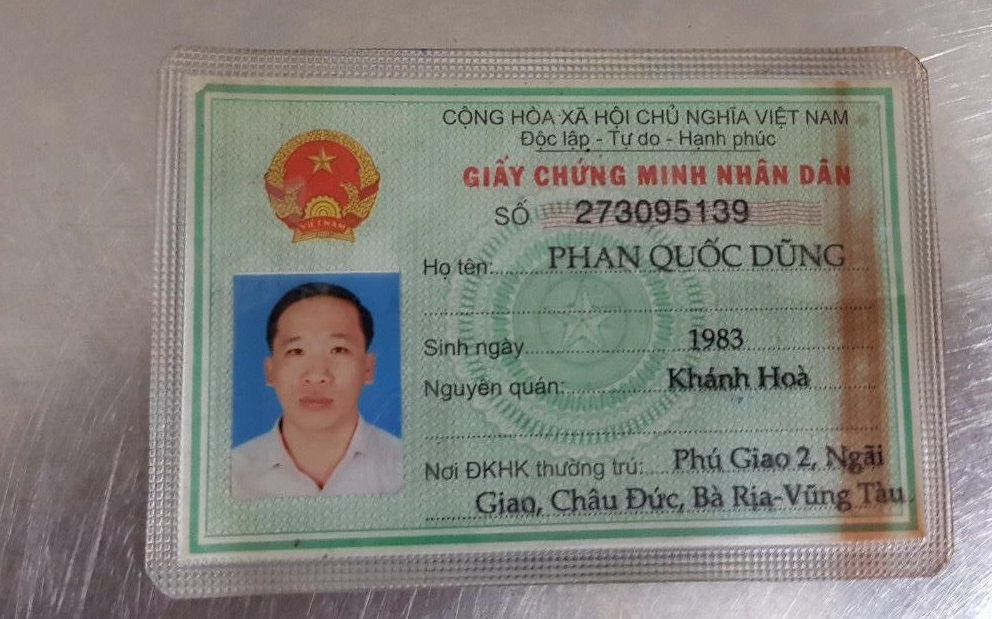 CỘNG HÒA XÃ HỘI CHỦ NGHĨA VIỆT NAM
Độc lập - Tự do - Hạnh phúc
GIẤY CHỨNG MINH NHÂN DÂN
SỐ 273095139
VIỆT NAM
Họ tên: PHAN QUỐC DŨNG
Sinh ngày 1983
Nguyên quán: Khánh Hoà
Nơi ĐKHK thường trú: Phú Giao 2, Ngãi
Giao, Châu Đức, Bà Rịa-Vũng Tàu